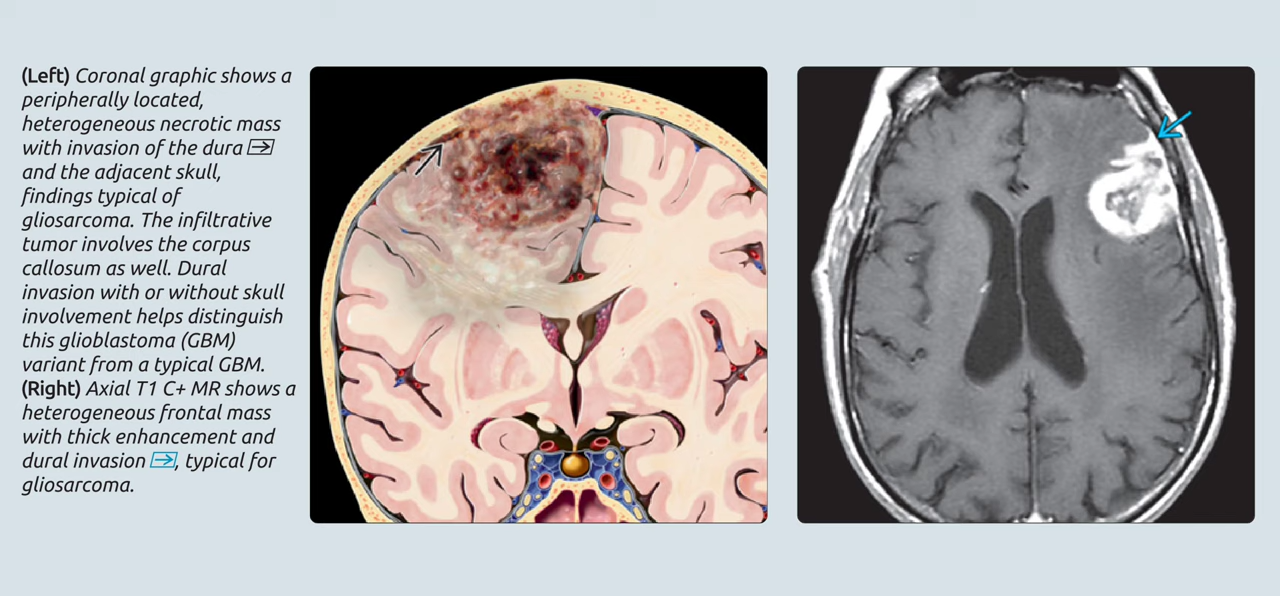 (Left) Coronal graphic shows a
peripherally located,
heterogeneous necrotic mass
with invasion of the dura
and the adjacent skull,
findings typical of
gliosarcoma. The infiltrative
tumor involves the corpus
callosum as well. Dural
invasion with or without skull
involvement helps distinguish
this glioblastoma (GBM)
variant from a typical GBM.
(Right) Axial T1 C+ MR shows a
heterogeneous frontal mass
with thick enhancement and
dural invasion , typical for
gliosarcoma.